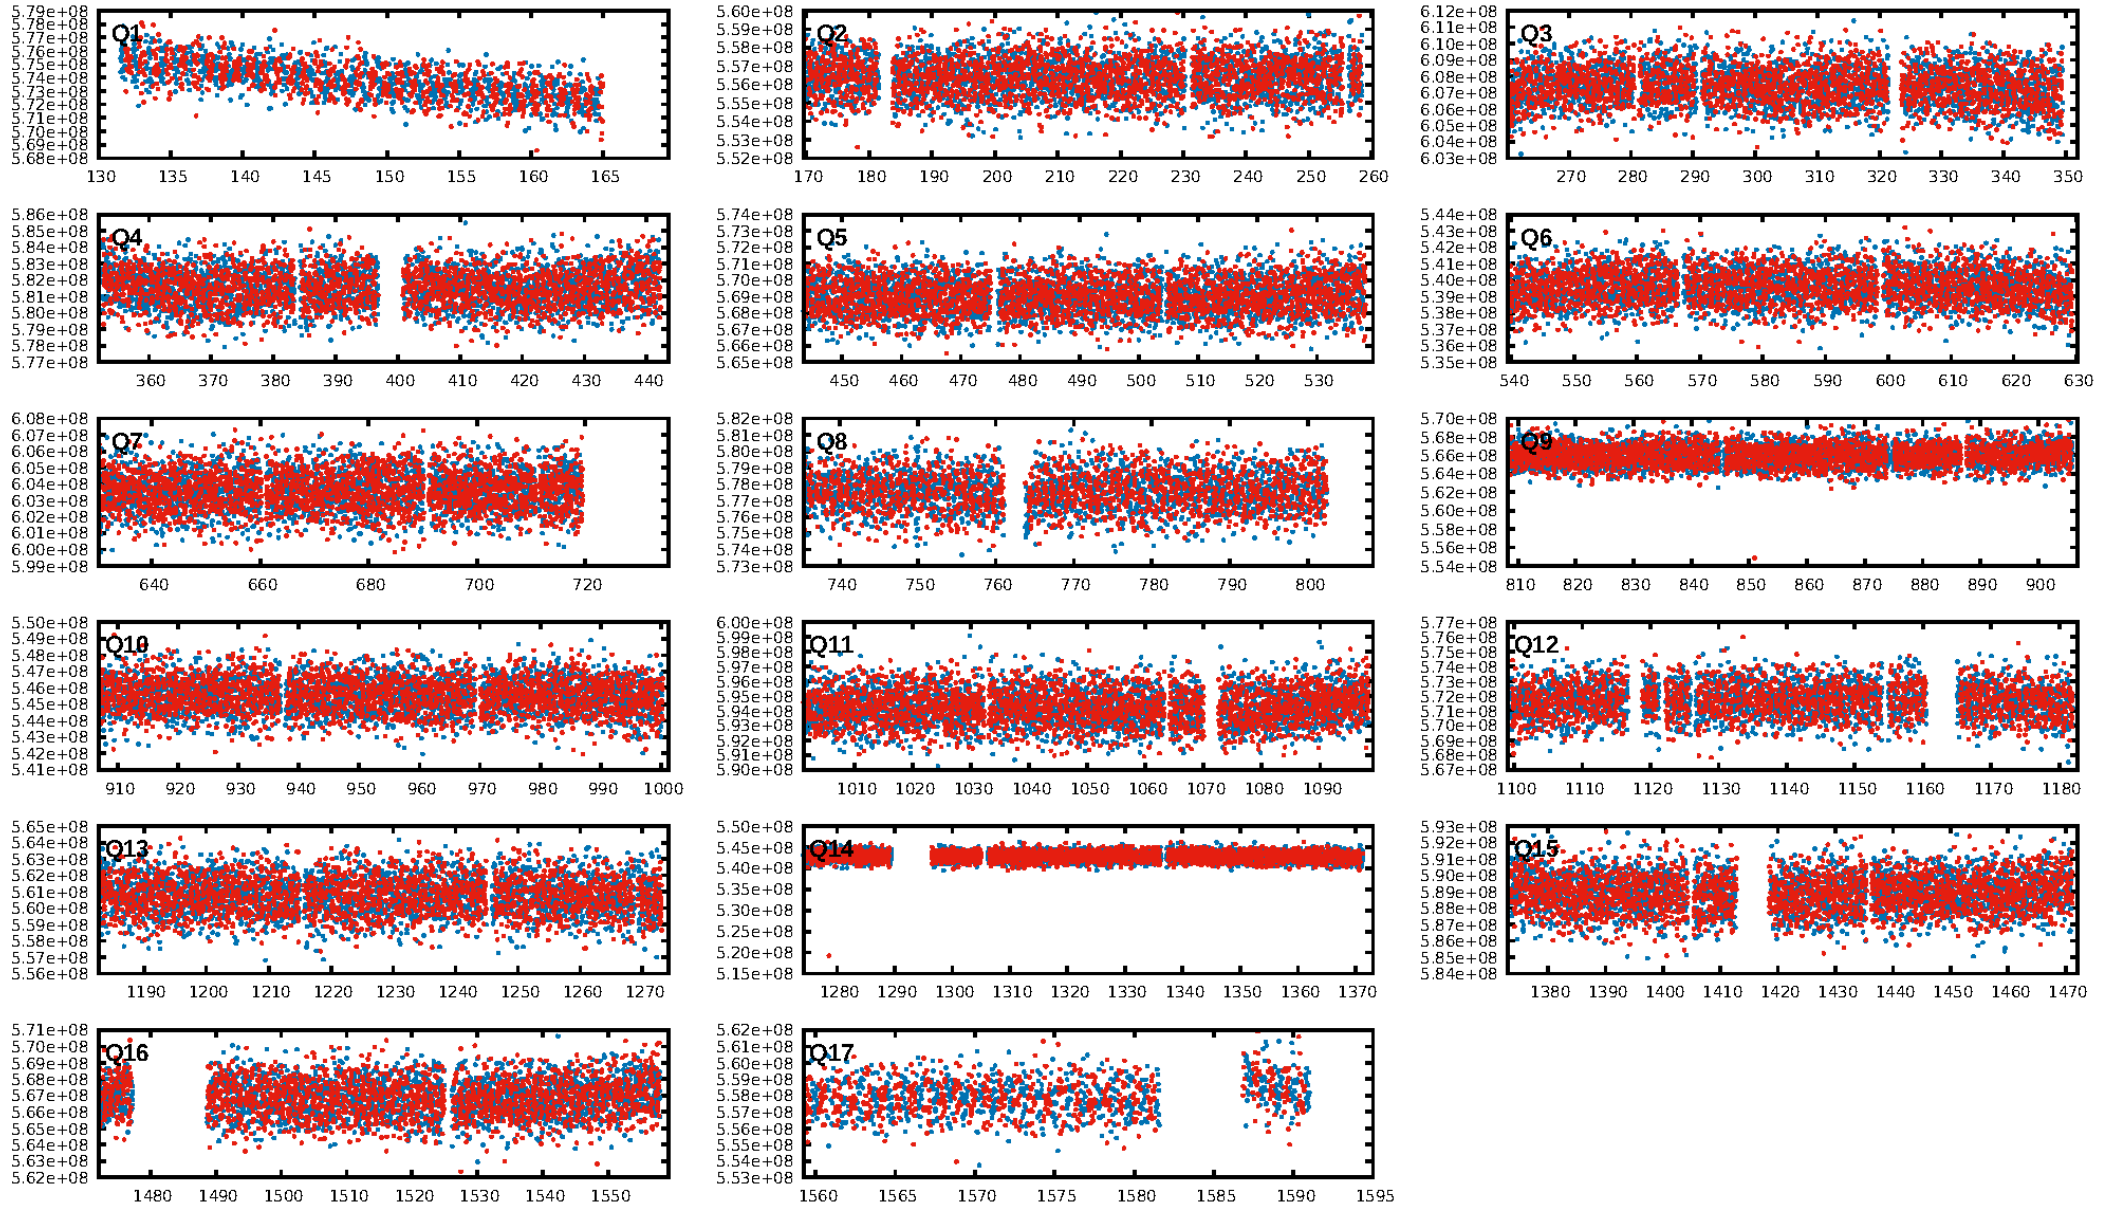 5.79e+08
5.78e+08
5.77e+08
5.76e+08
5.75e+08
5.74e+08
5.73e+08
5.72e+08
5.71e+08
5.70e+08
5.69e+08
5.68e+08
Q1
130 135 140 145 150 155 160 165
5.60e+08
5.59e+08
5.58e+08
5.57e+08
5.56e+08
5.55e+08
5.54e+08
5.53e+08
5.52e+08
Q2
170 180 190 200 210 220 230 240 250 260
6.12e+08
6.11e+08
6.10e+08
6.09e+08
6.08e+08
6.07e+08
6.06e+08
6.05e+08
6.04e+08
6.03e+08
Q3
270 280 290 300 310 320 330 340 350
5.86e+08
5.85e+08
5.84e+08
5.83e+08
5.82e+08
5.81e+08
5.80e+08
5.79e+08
5.78e+08
5.77e+08
Q4
360 370 380 390 400 410 420 430 440
5.74e+08
5.73e+08
5.72e+08
5.71e+08
5.70e+08
5.69e+08
5.68e+08
5.67e+08
5.66e+08
5.65e+08
Q5
450 460 470 480 490 500 510 520 530
5.44e+08
5.43e+08
5.42e+08
5.41e+08
5.40e+08
5.39e+08
5.38e+08
5.37e+08
5.36e+08
5.35e+08
Q6
540 550 560 570 580 590 600 610 620 630
6.08e+08
6.07e+08
6.06e+08
6.05e+08
6.04e+08
6.03e+08
6.02e+08
6.01e+08
6.00e+08
5.99e+08
Q7
640 660 680 700 720
5.82e+08
5.81e+08
5.80e+08
5.79e+08
5.78e+08
5.77e+08
5.76e+08
5.75e+08
5.74e+08
5.73e+08
Q8
740 750 760 770 780 790 800
5.70e+08
5.68e+08
5.66e+08
5.64e+08
5.62e+08
5.60e+08
5.58e+08
5.56e+08
5.54e+08
Q9
810 820 830 840 850 860 870 880 890 900
5.50e+08
5.49e+08
5.48e+08
5.47e+08
5.46e+08
5.45e+08
5.44e+08
5.43e+08
5.42e+08
5.41e+08
Q10
910 920 930 940 950 960 970 980 990 1000
6.00e+08
5.99e+08
5.98e+08
5.97e+08
5.96e+08
5.95e+08
5.94e+08
5.93e+08
5.92e+08
5.91e+08
5.90e+08
Q11
1010 1020 1030 1040 1050 1060 1070 1080 1090
5.77e+08
5.76e+08
5.75e+08
5.74e+08
5.73e+08
5.72e+08
5.71e+08
5.70e+08
5.69e+08
5.68e+08
5.67e+08
Q12
1100 1110 1120 1130 1140 1150 1160 1170 1180
5.65e+08
5.64e+08
5.63e+08
5.62e+08
5.61e+08
5.60e+08
5.59e+08
5.58e+08
5.57e+08
5.56e+08
Q13
1190 1200 1210 1220 1230 1240 1250 1260 1270
5.50e+08
5.45e+08
5.40e+08
5.35e+08
5.30e+08
5.25e+08
5.20e+08
5.15e+08
Q14
1280 1290 1300 1310 1320 1330 1340 1350 1360 1370
5.93e+08
5.92e+08
5.91e+08
5.90e+08
5.89e+08
5.88e+08
5.87e+08
5.86e+08
5.85e+08
5.84e+08
Q15
1380 1390 1400 1410 1420 1430 1440 1450 1460 1470
5.71e+08
5.70e+08
5.69e+08
5.68e+08
5.67e+08
5.66e+08
5.65e+08
5.64e+08
5.63e+08
5.62e+08
Q16
1480 1490 1500 1510 1520 1530 1540 1550
5.62e+08
5.61e+08
5.60e+08
5.59e+08
5.58e+08
5.57e+08
5.56e+08
5.55e+08
5.54e+08
5.53e+08
Q17
1560 1565 1570 1575 1580 1585 1590 1595